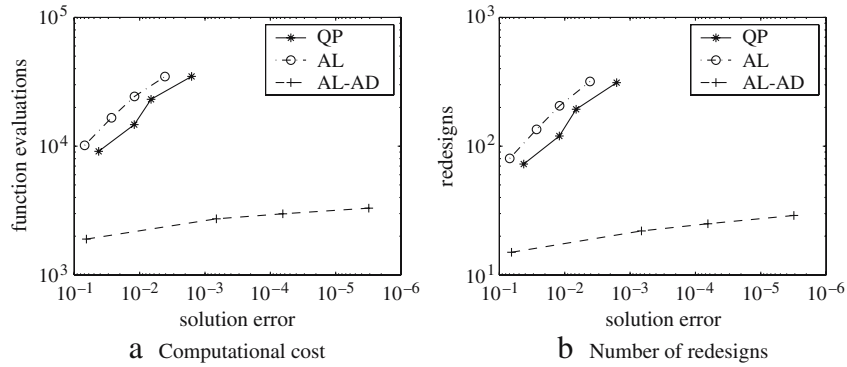 10^5
10^4
10^3
function evaluations
QP
AL
AL-AD
10^-1 10^-2 10^-3 10^-4 10^-5 10^-6
solution error
a Computational cost
10^3
10^2
10^1
redesigns
QP
AL
AL-AD
10^-1 10^-2 10^-3 10^-4 10^-5 10^-6
solution error
b Number of redesigns